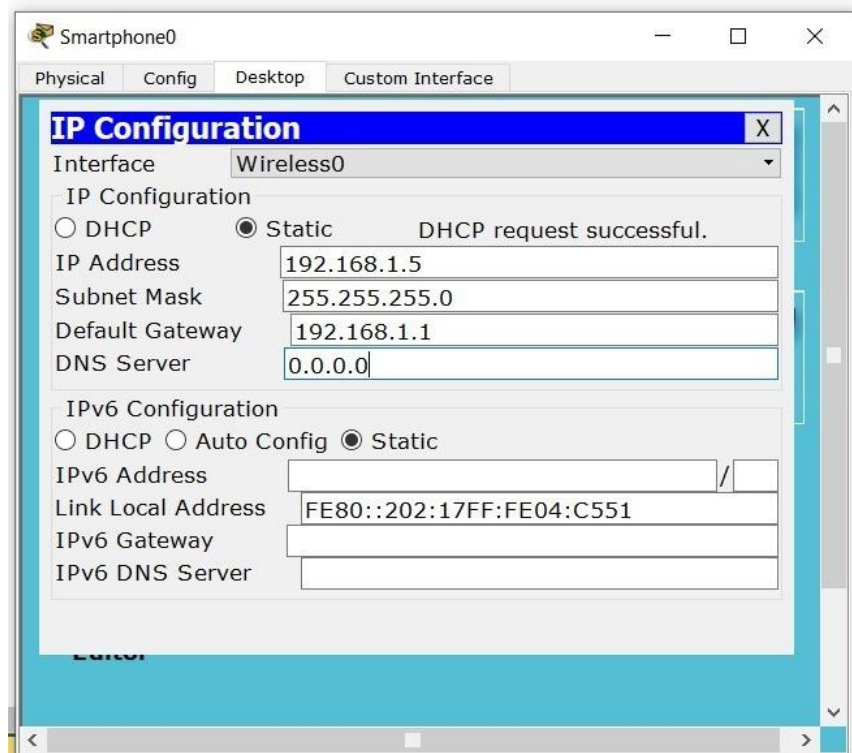 Smartphone0
Physical Config Desktop Custom Interface
IP Configuration X
Interface Wireless0
IP Configuration
DHCP Static DHCP request successful.
IP Address 192.168.1.5
Subnet Mask 255.255.255.0
Default Gateway 192.168.1.1
DNS Server 0.0.0.0
IPv6 Configuration
DHCP Auto Config Static
IPv6 Address /
Link Local Address FE80::202:17FF:FE04:C551
IPv6 Gateway
IPv6 DNS Server
Editor